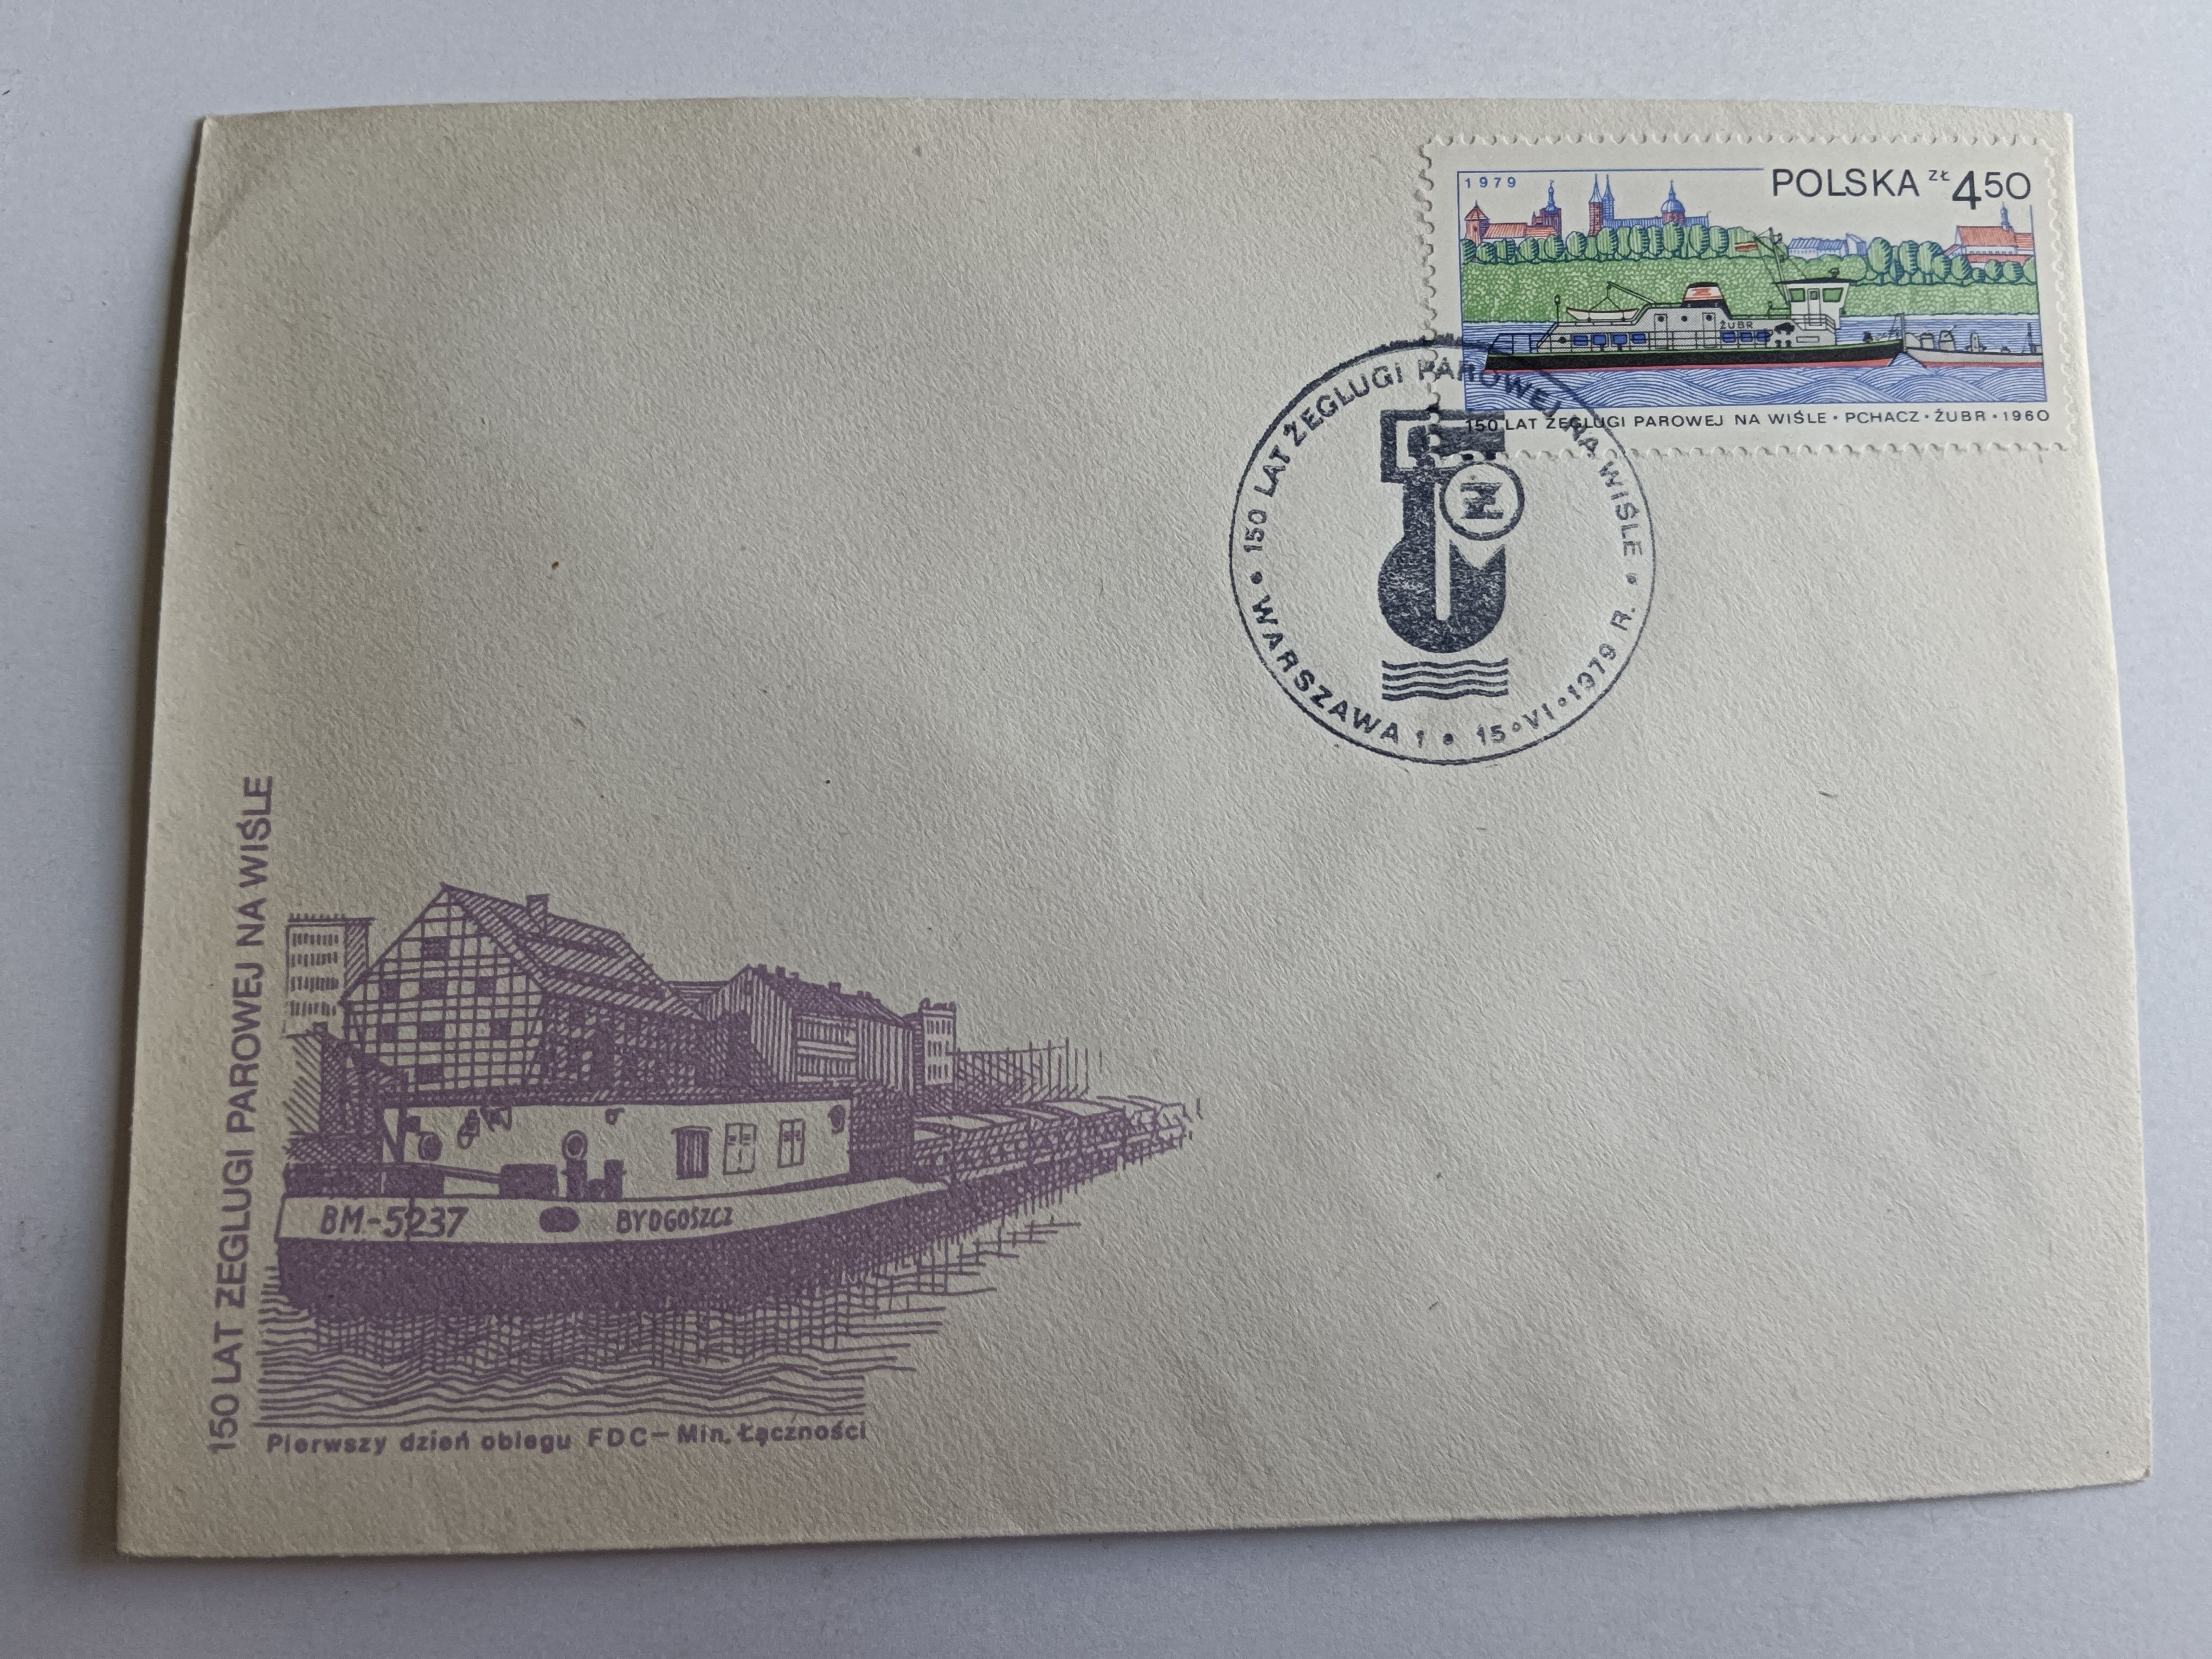 1979
POLSKA ZŁ 450
ŻUBR
150 LAT ŻEGLUGI PAROWEJ NA WIŚLE • PCHACZ • ŻUBR • 1960
• 150 LAT ŻEGLUGI PAROWEJ NA WIŚLE •
Z
WARSZAWA 1 • 15•VI•1979 R.
150 LAT ŻEGLUGI PAROWEJ NA WIŚLE
BM-5237 BYDGOSZCZ
Pierwszy dzień obiegu FDC — Min. Łączności